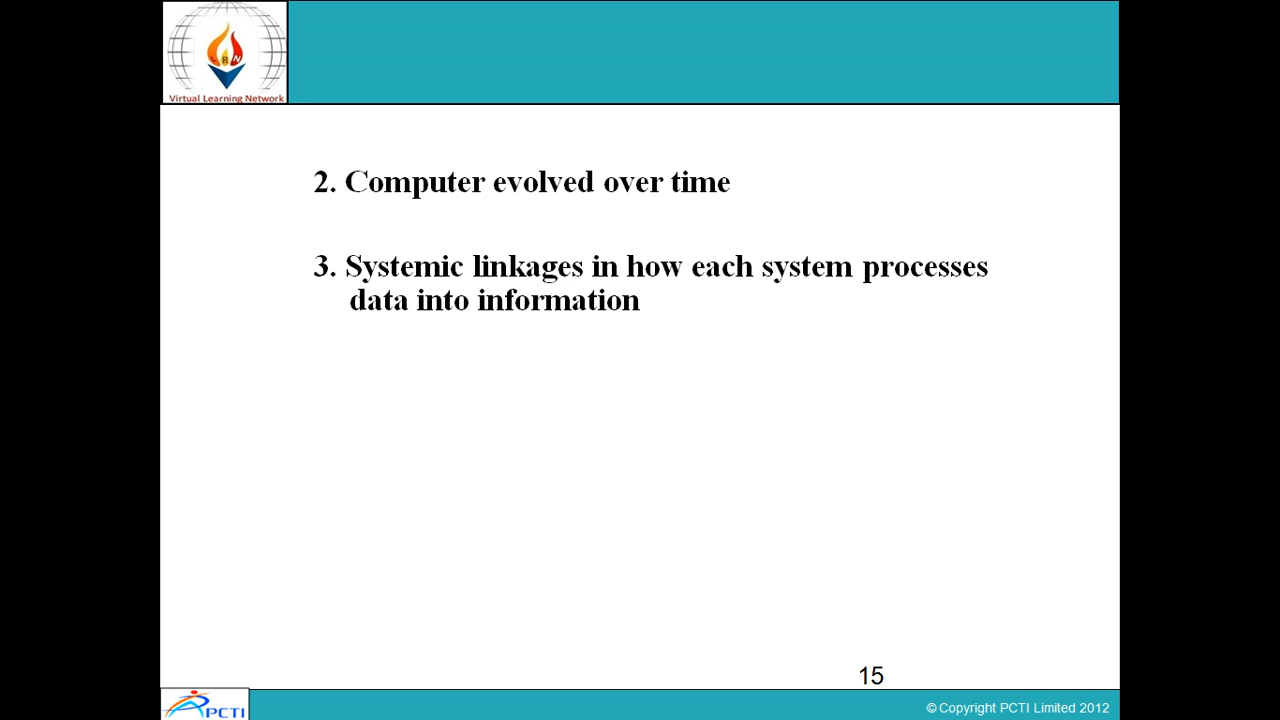 LRN
Virtual Learning Network
2. Computer evolved over time
3. Systemic linkages in how each system processes
data into information
15
PCTI
© Copyright PCTI Limited 2012